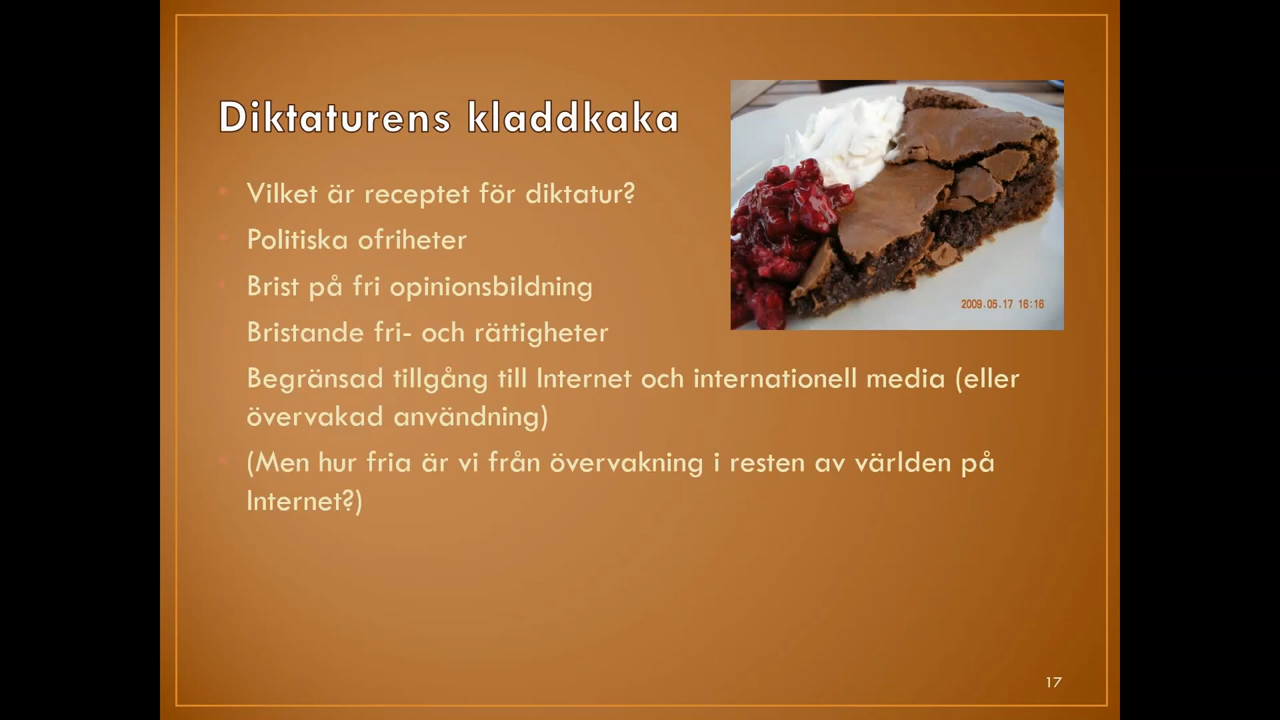 Diktaturens kladdkaka
Vilket är receptet för diktatur?
Politiska ofriheter
Brist på fri opinionsbildning
Bristande fri- och rättigheter
Begränsad tillgång till Internet och internationell media (eller
övervakad användning)
(Men hur fria är vi från övervakning i resten av världen på
Internet?)
2009.05.17 16:16
17